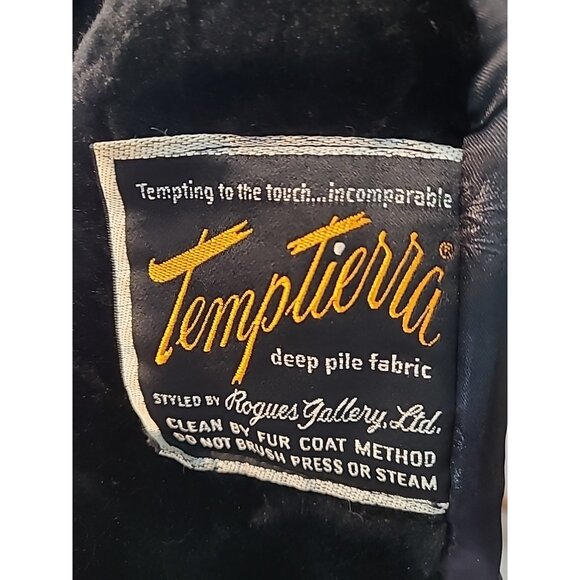 Tempting to the touch...incomparable
TempTierra®
deep pile fabric
STYLED BY Rogues Gallery, Ltd.
CLEAN BY FUR COAT METHOD
DO NOT BRUSH PRESS OR STEAM